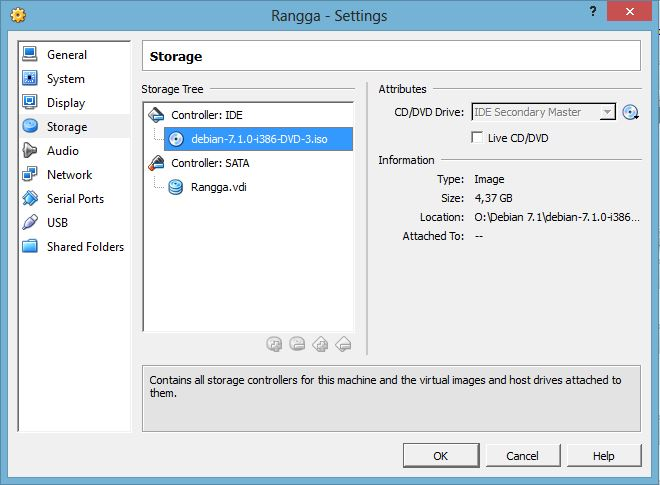 Rangga - Settings
?
General
System
Display
Storage
Audio
Network
Serial Ports
USB
Shared Folders
Storage
Storage Tree
Controller: IDE
debian-7.1.0-i386-DVD-3.iso
Controller: SATA
Rangga.vdi
Attributes
CD/DVD Drive: IDE Secondary Master
Live CD/DVD
Information
Type: Image
Size: 4,37 GB
Location: O:\Debian 7.1\debian-7.1.0-i386...
Attached To: --
Contains all storage controllers for this machine and the virtual images and host drives attached to
them.
OK Cancel Help